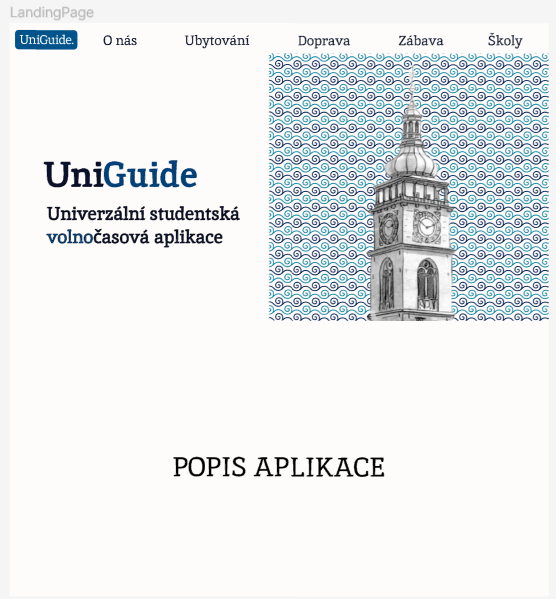 LandingPage
UniGuide. O nás Ubytování Doprava Zábava Školy
UniGuide
Univerzální studentská
volnočasová aplikace
POPIS APLIKACE